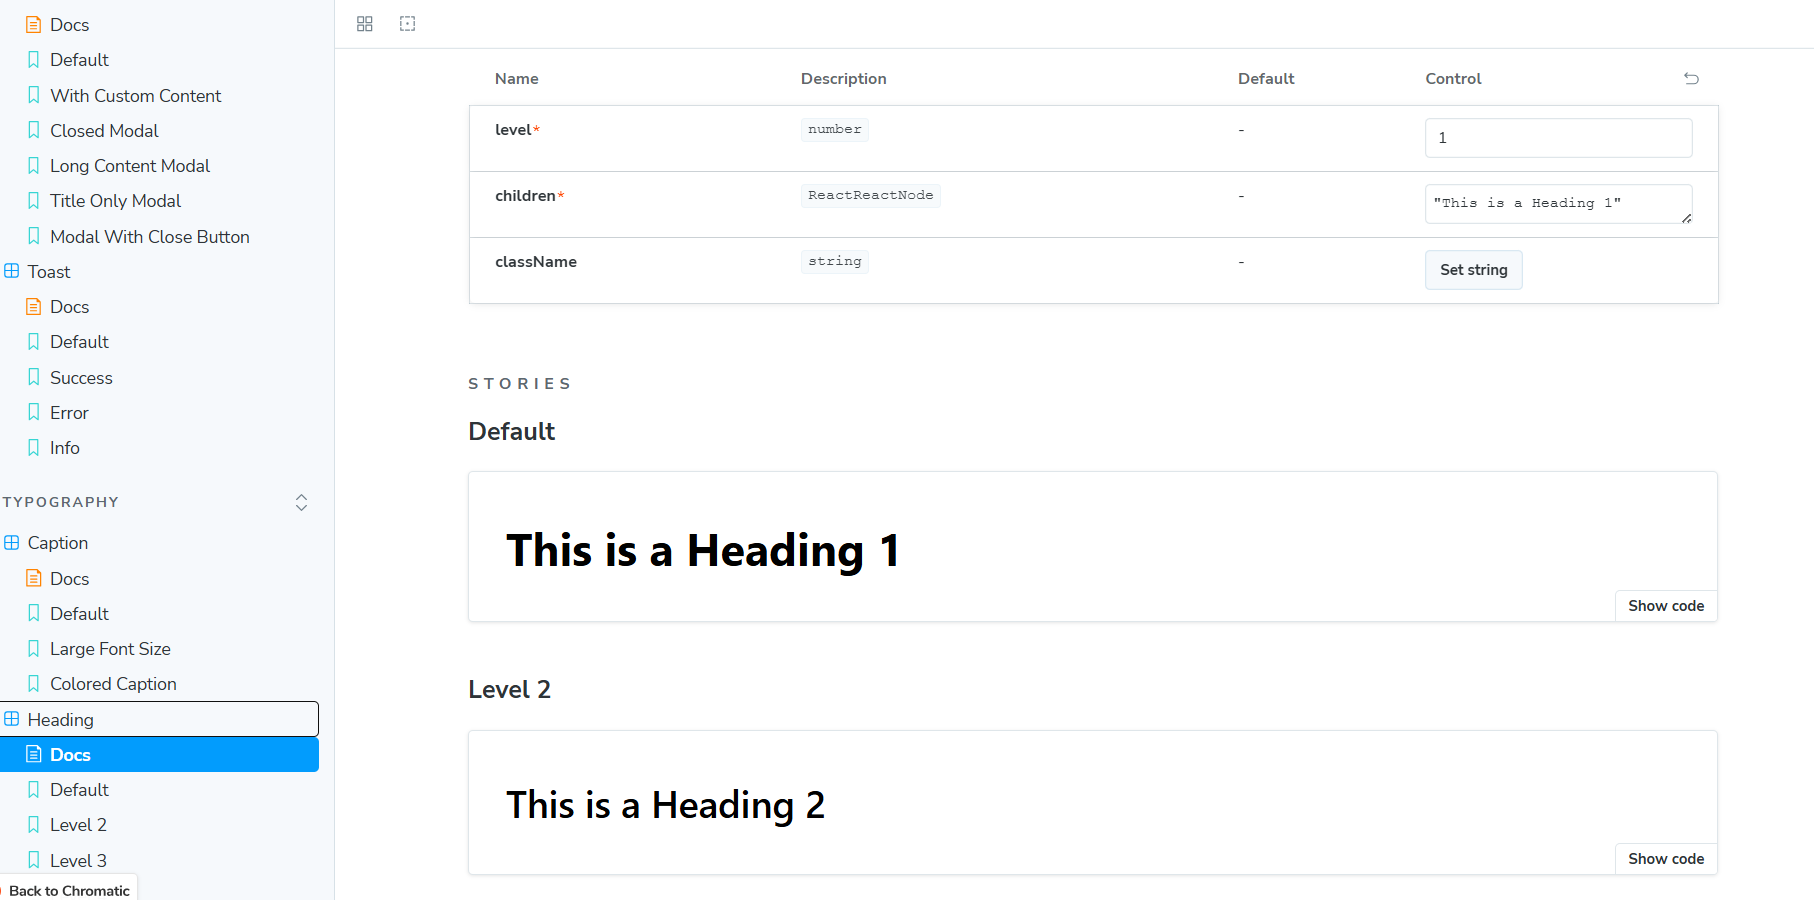 Docs
Default
With Custom Content
Closed Modal
Long Content Modal
Title Only Modal
Modal With Close Button
Toast
Docs
Default
Success
Error
Info
TYPOGRAPHY
Caption
Docs
Default
Large Font Size
Colored Caption
Heading
Docs
Default
Level 2
Level 3
Back to Chromatic
Name Description Default Control
level* number - 1
children* ReactReactNode - "This is a Heading 1"
className string - Set string
STORIES
Default
This is a Heading 1
Show code
Level 2
This is a Heading 2
Show code